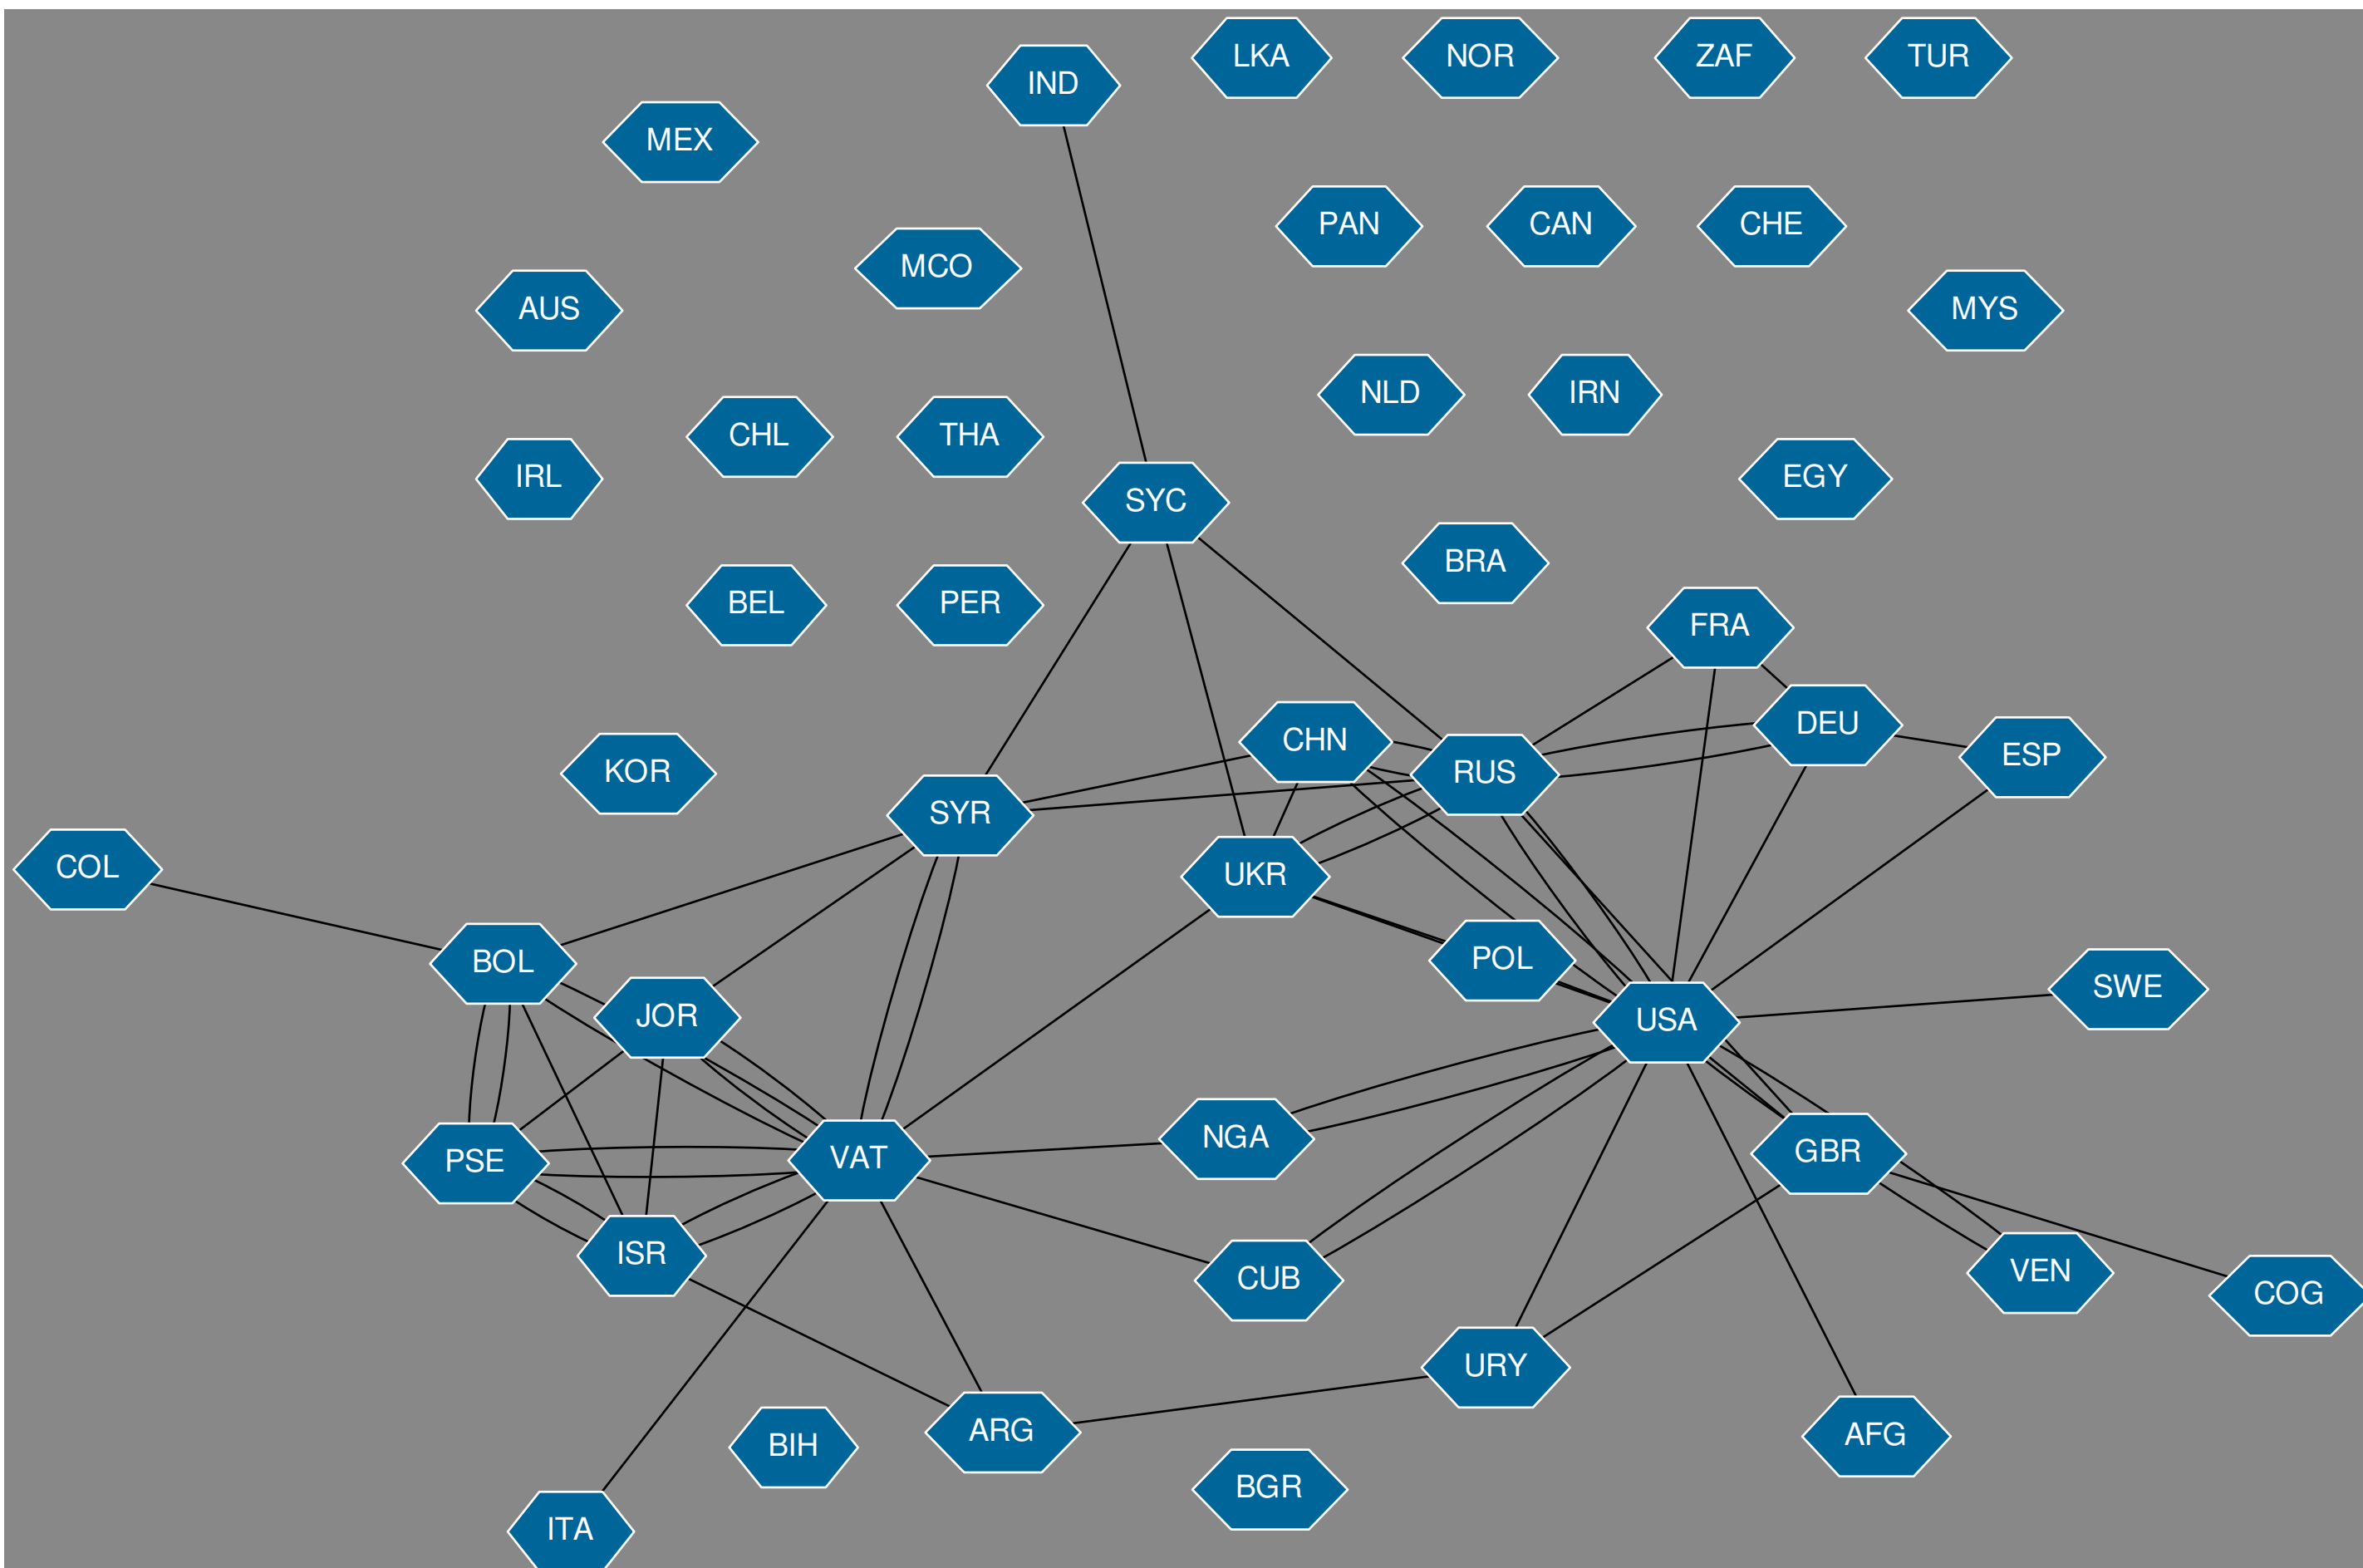 LKA
NOR
ZAF
TUR
IND
MEX
PAN
CAN
CHE
MCO
AUS
MYS
NLD
IRN
CHL
THA
IRL
EGY
SYC
BRA
BEL
PER
FRA
DEU
CHN
ESP
KOR
RUS
SYR
COL
UKR
BOL
POL
SWE
JOR
USA
NGA
GBR
PSE
VAT
ISR
CUB
VEN
COG
URY
ARG
AFG
BIH
BGR
ITA